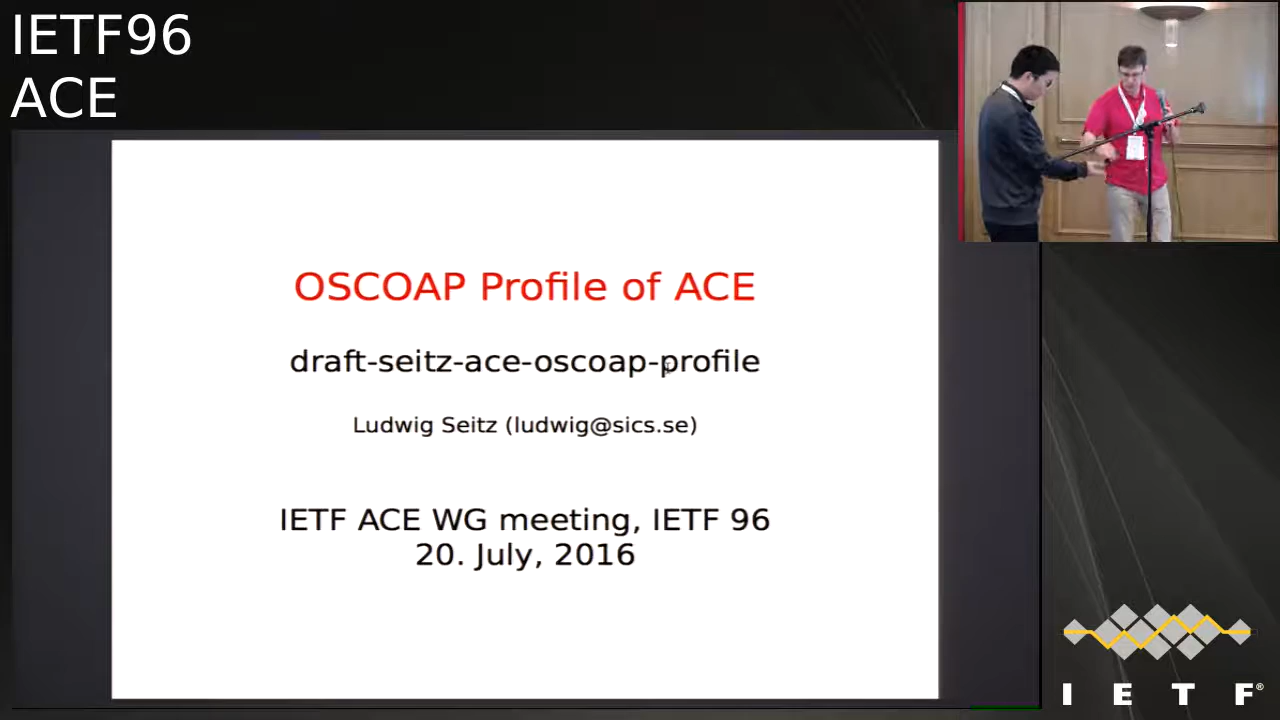 IETF96
ACE
OSCOAP Profile of ACE
draft-seitz-ace-oscoap-profile
Ludwig Seitz (ludwig@sics.se)
IETF ACE WG meeting, IETF 96
20. July, 2016
I E T F®